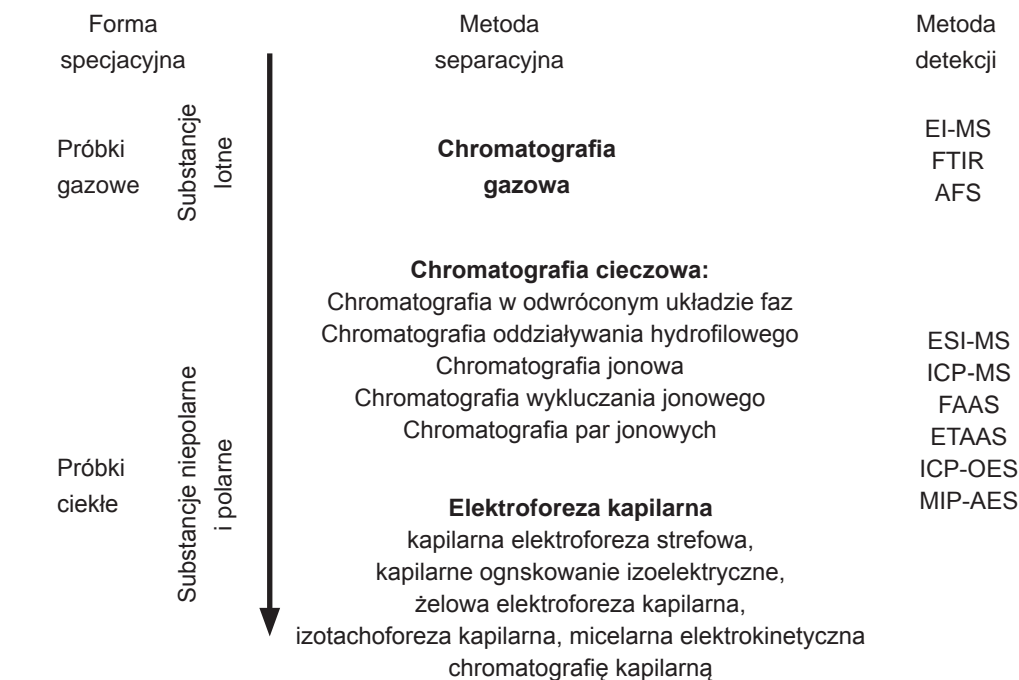 Forma
specjacyjna
Metoda
separacyjna
Metoda
detekcji
Próbki
gazowe
Substancje
lotne
Chromatografia
gazowa
EI-MS
FTIR
AFS
Próbki
ciekłe
Substancje niepolarne
i polarne
Chromatografia cieczowa:
Chromatografia w odwróconym układzie faz
Chromatografia oddziaływania hydrofilowego
Chromatografia jonowa
Chromatografia wykluczania jonowego
Chromatografia par jonowych
Elektroforeza kapilarna
kapilarna elektroforeza strefowa,
kapilarne ognskowanie izoelektryczne,
żelowa elektroforeza kapilarna,
izotachoforeza kapilarna, micelarna elektrokinetyczna
chromatografię kapilarną
ESI-MS
ICP-MS
FAAS
ETAAS
ICP-OES
MIP-AES